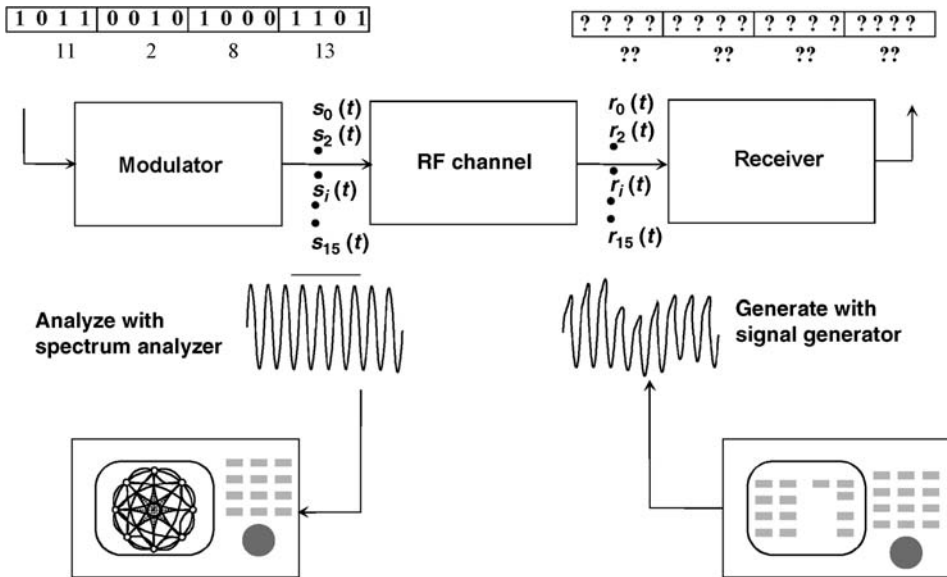 1 0 1 1 0 0 1 0 1 0 0 0 1 1 0 1
11 2 8 13
? ? ? ? ? ? ? ? ? ? ? ? ? ? ? ?
?? ?? ?? ??
Modulator
s0 (t)
s2 (t)
si (t)
s15 (t)
RF channel
r0 (t)
r2 (t)
ri (t)
r15 (t)
Receiver
Analyze with
spectrum analyzer
Generate with
signal generator